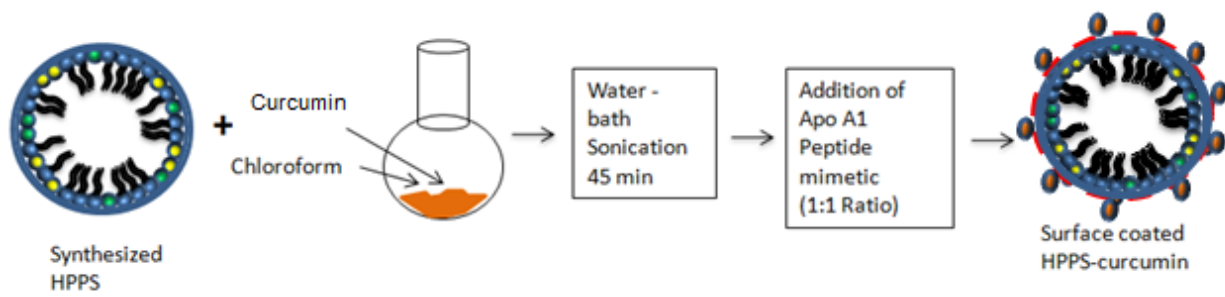 Synthesized
HPPS
+
Curcumin
Chloroform
Water -
bath
Sonication
45 min
Addition of
Apo A1
Peptide
mimetic
(1:1 Ratio)
Surface coated
HPPS-curcumin